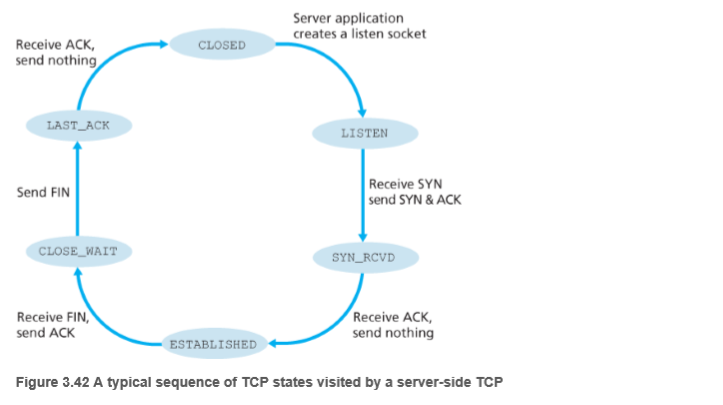 Server application
creates a listen socket
Receive ACK,
send nothing
CLOSED
LAST_ACK
LISTEN
Send FIN
Receive SYN
send SYN & ACK
CLOSE_WAIT
SYN_RCVD
Receive FIN,
send ACK
Receive ACK,
send nothing
ESTABLISHED
Figure 3.42 A typical sequence of TCP states visited by a server-side TCP